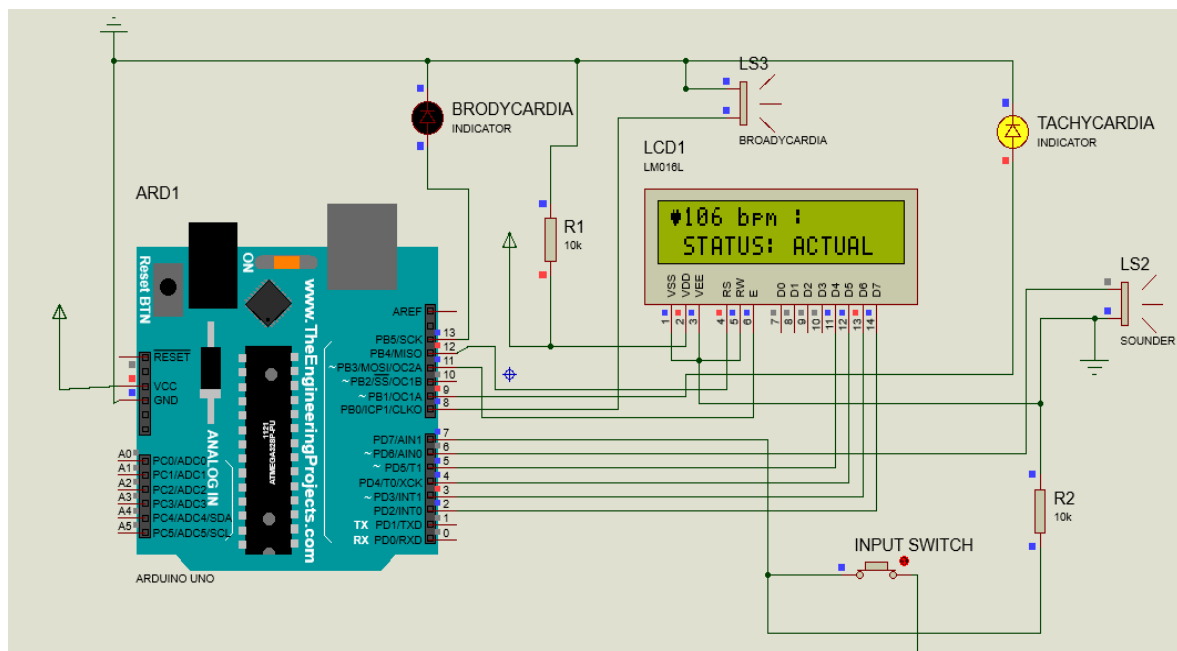 LS3
BROADYCARDIA
BRODYCARDIA
INDICATOR
TACHYCARDIA
INDICATOR
LCD1
LM016L
106 bpm :
STATUS: ACTUAL
VSS
VDD
VEE
RS
RW
E
D0
D1
D2
D3
D4
D5
D6
D7
1
2
3
4
5
6
7
8
9
10
11
12
13
14
R1
10k
LS2
SOUNDER
R2
10k
INPUT SWITCH
ARD1
Reset BTN
ON
www.TheEngineeringProjects.com
ANALOG IN
1121
ATMEGA328P-PU
RESET
VCC
GND
A0 PC0/ADC0
A1 PC1/ADC1
A2 PC2/ADC2
A3 PC3/ADC3
A4 PC4/ADC4/SDA
A5 PC5/ADC5/SCL
AREF
PB5/SCK 13
PB4/MISO 12
~PB3/MOSI/OC2A 11
~PB2/SS/OC1B 10
~PB1/OC1A 9
PB0/ICP1/CLKO 8
PD7/AIN1 7
~PD6/AIN0 6
~PD5/T1 5
PD4/T0/XCK 4
~PD3/INT1 3
PD2/INT0 2
TX PD1/TXD 1
RX PD0/RXD 0
ARDUINO UNO